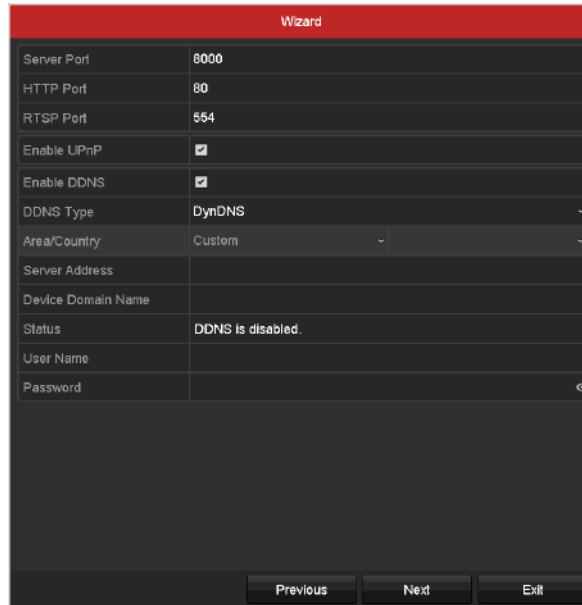 Wizard
Server Port 8000
HTTP Port 80
RTSP Port 554
Enable UPnP
Enable DDNS
DDNS Type DynDNS
Area/Country Custom
Server Address
Device Domain Name
Status DDNS is disabled.
User Name
Password
Previous Next Exit